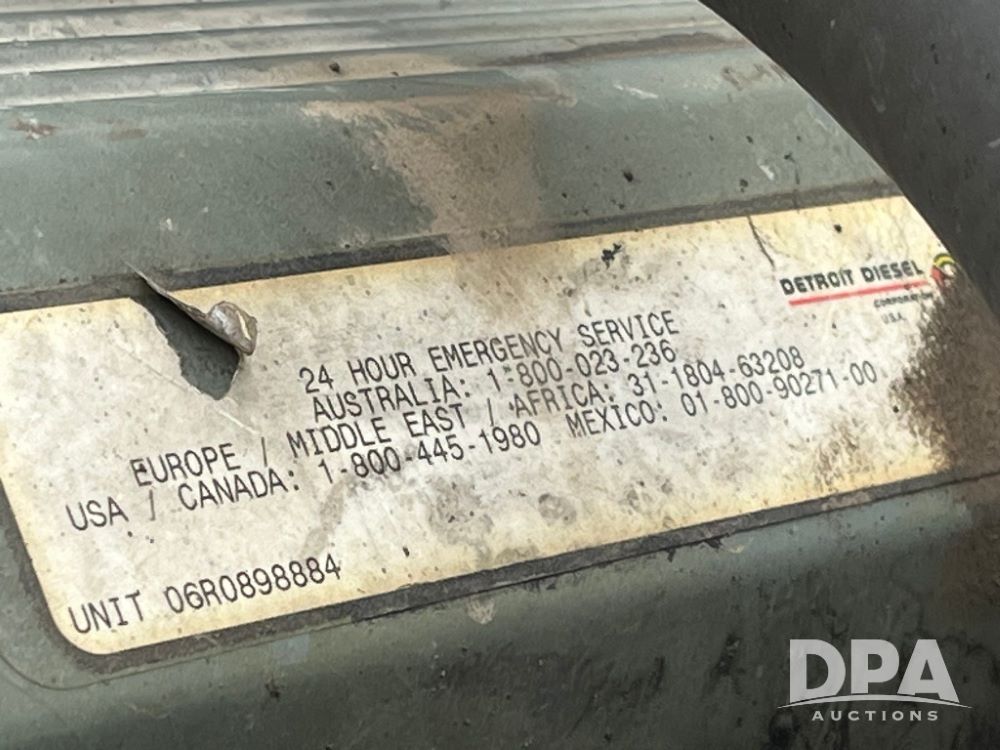 DETROIT DIESEL
CORPORATION
USA
24 HOUR EMERGENCY SERVICE
AUSTRALIA: 1-800-023-236
EUROPE / MIDDLE EAST / AFRICA: 31-1804-63208
USA / CANADA: 1-800-445-1980 MEXICO: 01-800-90271-00
UNIT 06R0898884
DPA
AUCTIONS